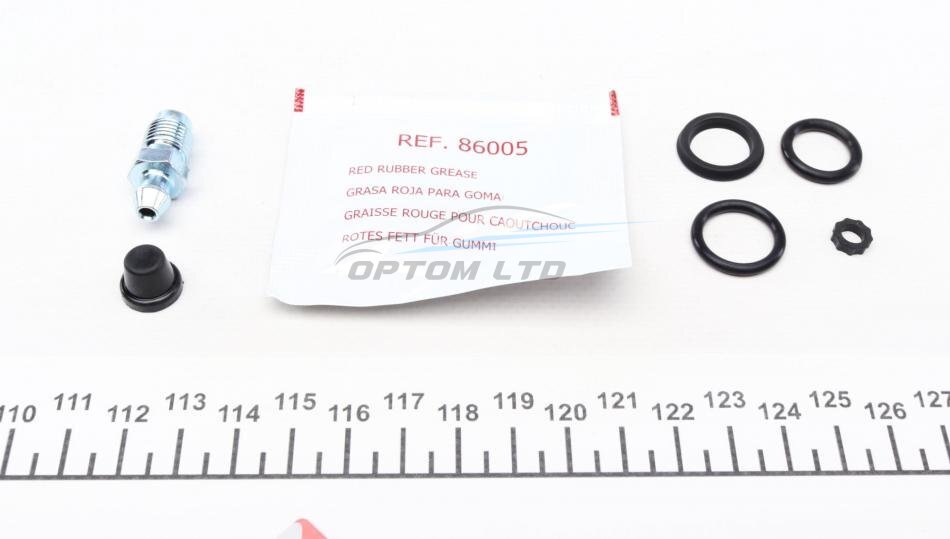 REF. 86005
RED RUBBER GREASE
GRASA ROJA PARA GOMA
GRAISSE ROUGE POUR CAOUTCHOUC
ROTES FETT FÜR GUMMI
OPTOM LTD
110 111 112 113 114 115 116 117 118 119 120 121 122 123 124 125 126 127